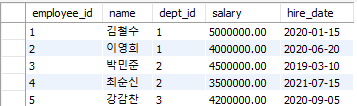 employee_id name dept_id salary hire_date
1 김철수 1 5000000.00 2020-01-15
2 이영희 1 4000000.00 2020-06-20
3 박민준 2 4500000.00 2019-03-10
4 최순신 2 3500000.00 2021-07-15
5 강감찬 3 4200000.00 2020-09-05